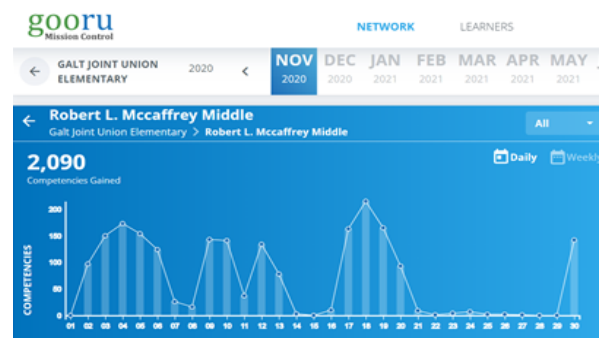 gooru
Mission Control
NETWORK LEARNERS
GALT JOINT UNION ELEMENTARY
2020
NOV DEC JAN FEB MAR APR MAY
2020 2020 2021 2021 2021 2021 2021
Robert L. Mccaffrey Middle
All
Galt Joint Union Elementary > Robert L. Mccaffrey Middle
2,090
Competencies Gained
Daily Weekly
COMPETENCIES
200
150
100
50
0
01 02 03 04 05 06 07 08 09 10 11 12 13 14 15 16 17 18 19 20 21 22 23 24 25 26 27 28 29 30